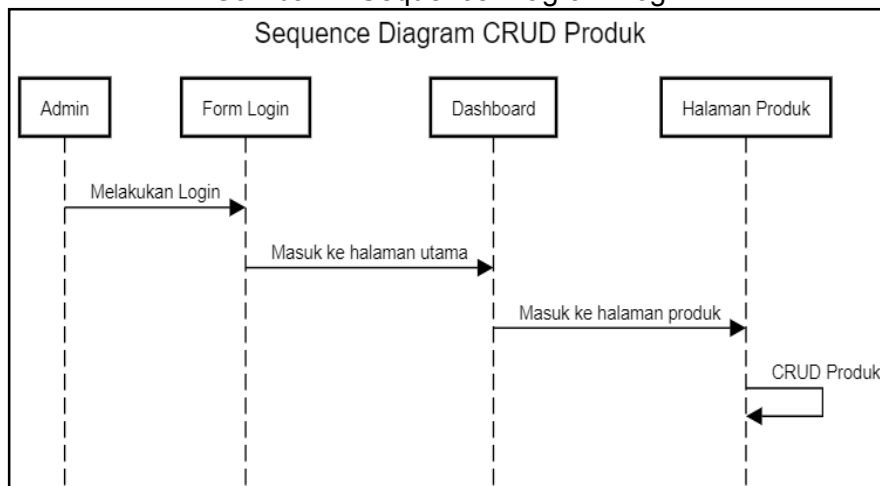 Sequence Diagram CRUD Produk
Admin
Form Login
Dashboard
Halaman Produk
Melakukan Login
Masuk ke halaman utama
Masuk ke halaman produk
CRUD Produk